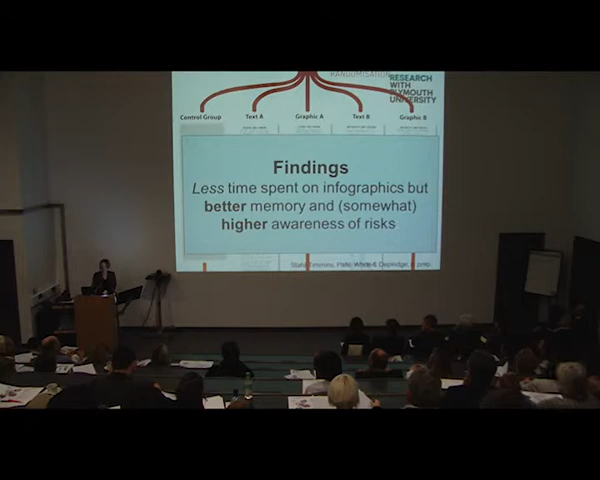 RANDOMISATION
RESEARCH
WITH
PLYMOUTH
UNIVERSITY
Control Group Text A Graphic A Text B Graphic B
Findings
Less time spent on infographics but
better memory and (somewhat)
higher awareness of risks